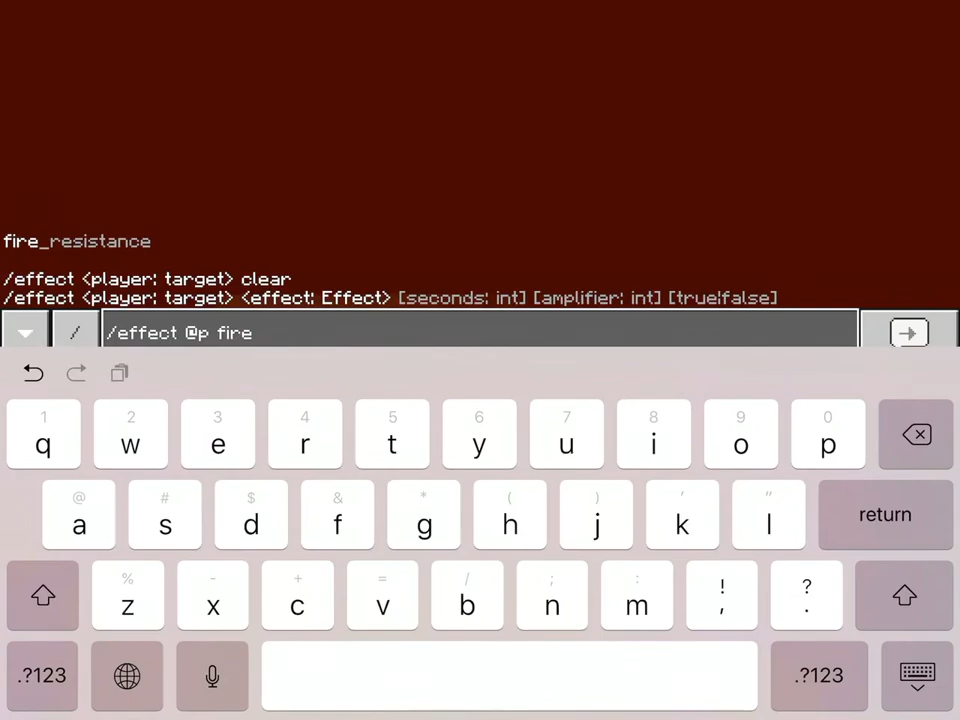 fire_resistance
/effect <player: target> clear
/effect <player: target> <effect: Effect> [seconds: int] [amplifier: int] [true|false]
/ /effect @p fire
1 2 3 4 5 6 7 8 9 0
q w e r t y u i o p
@ # $ & * ( ) ' "
a s d f g h j k l return
% - + = / ; : ! ?
z x c v b n m , .
.?123 .?123